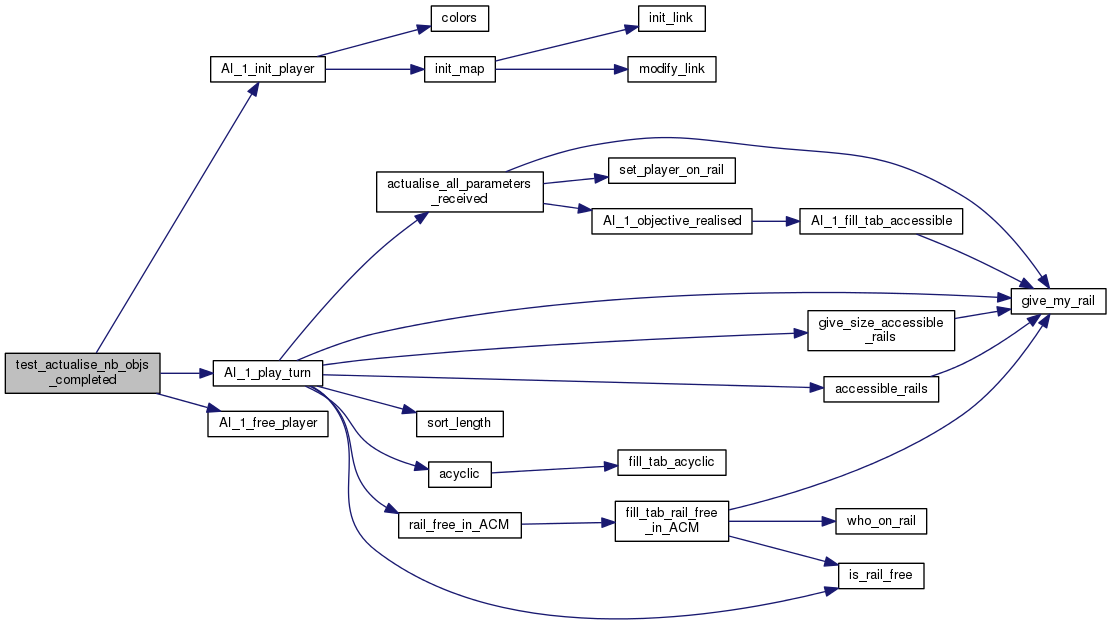 colors
init_link
AI_1_init_player
init_map
modify_link
actualise_all_parameters
_received
set_player_on_rail
AI_1_objective_realised
AI_1_fill_tab_accessible
give_my_rail
give_size_accessible
_rails
test_actualise_nb_objs
_completed
AI_1_play_turn
accessible_rails
AI_1_free_player
sort_length
acyclic
fill_tab_acyclic
rail_free_in_ACM
fill_tab_rail_free
_in_ACM
who_on_rail
is_rail_free